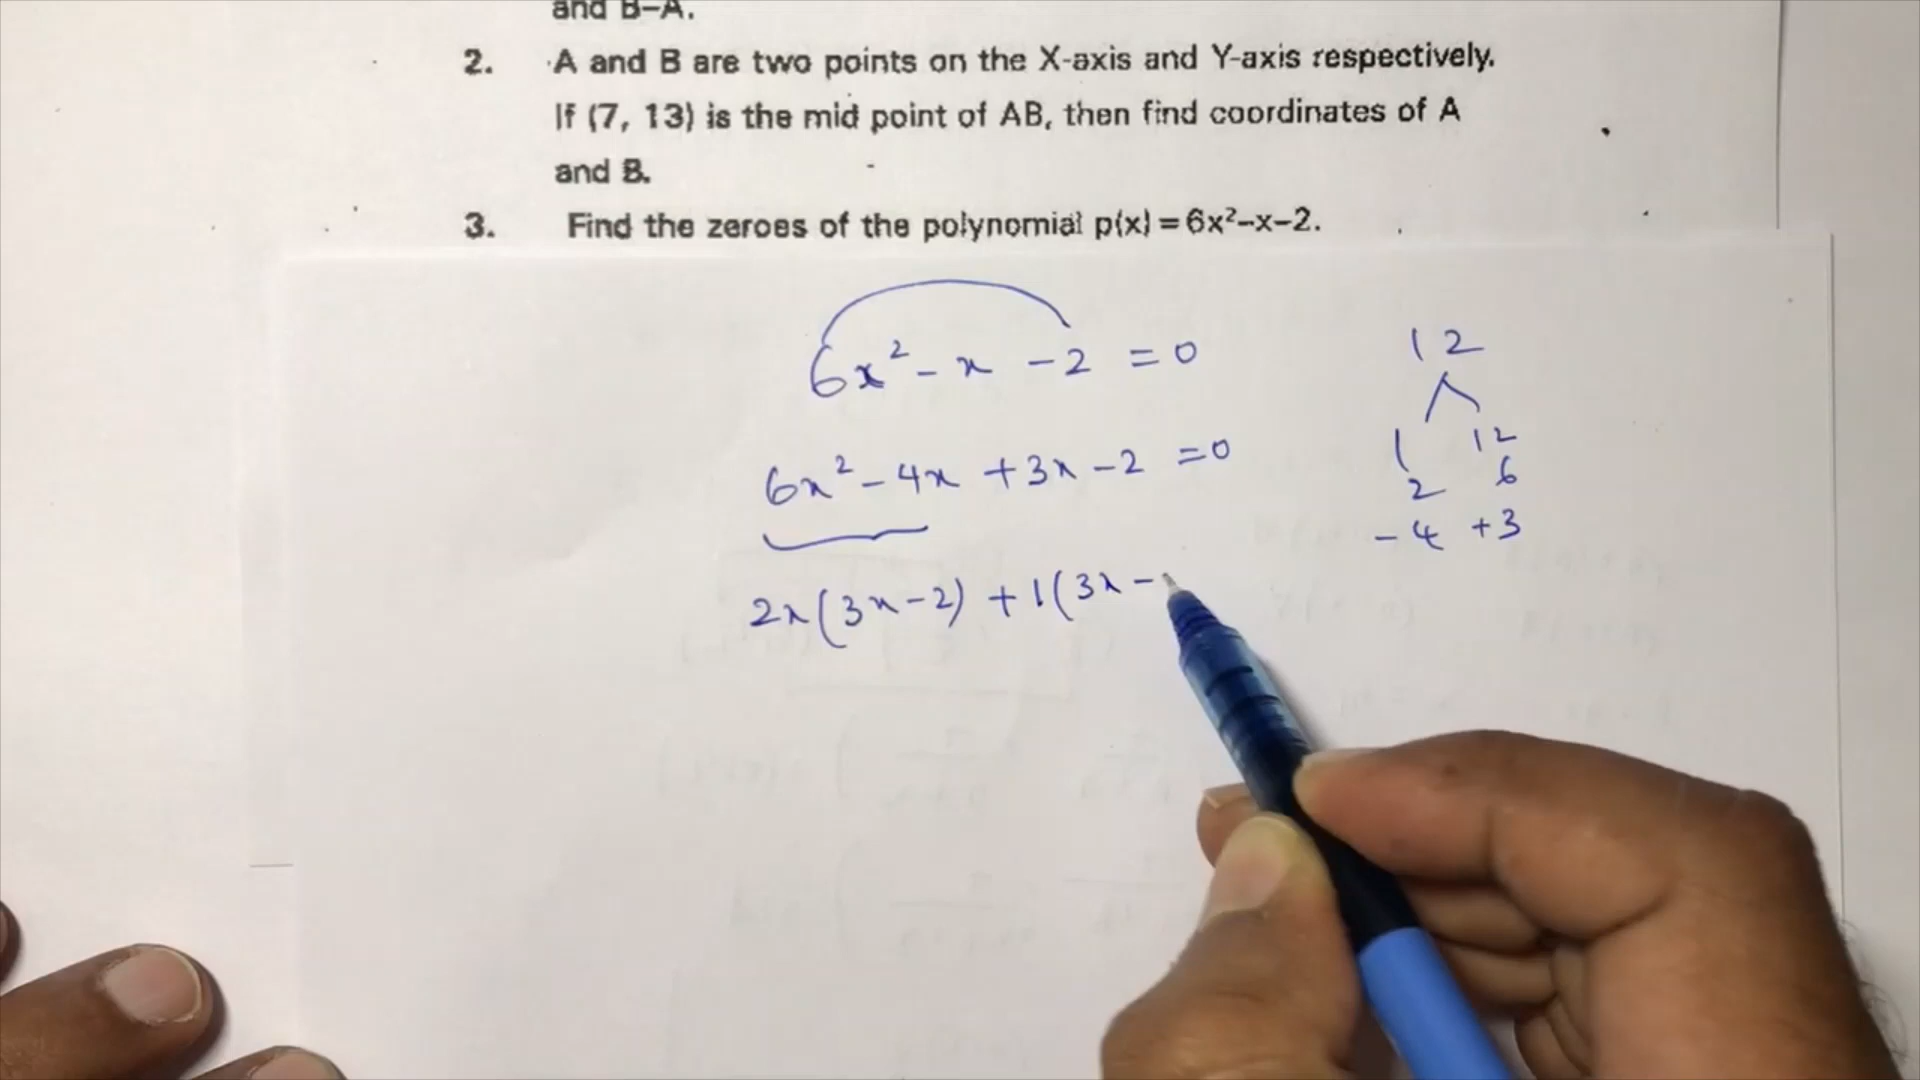 and B–A.
2. A and B are two points on the X-axis and Y-axis respectively.
If (7, 13) is the mid point of AB, then find coordinates of A
and B.
3. Find the zeroes of the polynomial p(x) = 6x²–x–2.
6x² - x - 2 = 0
6x² - 4x + 3x - 2 = 0
2x(3x - 2) + 1(3x -
12
1 12
2 6
- 4 + 3